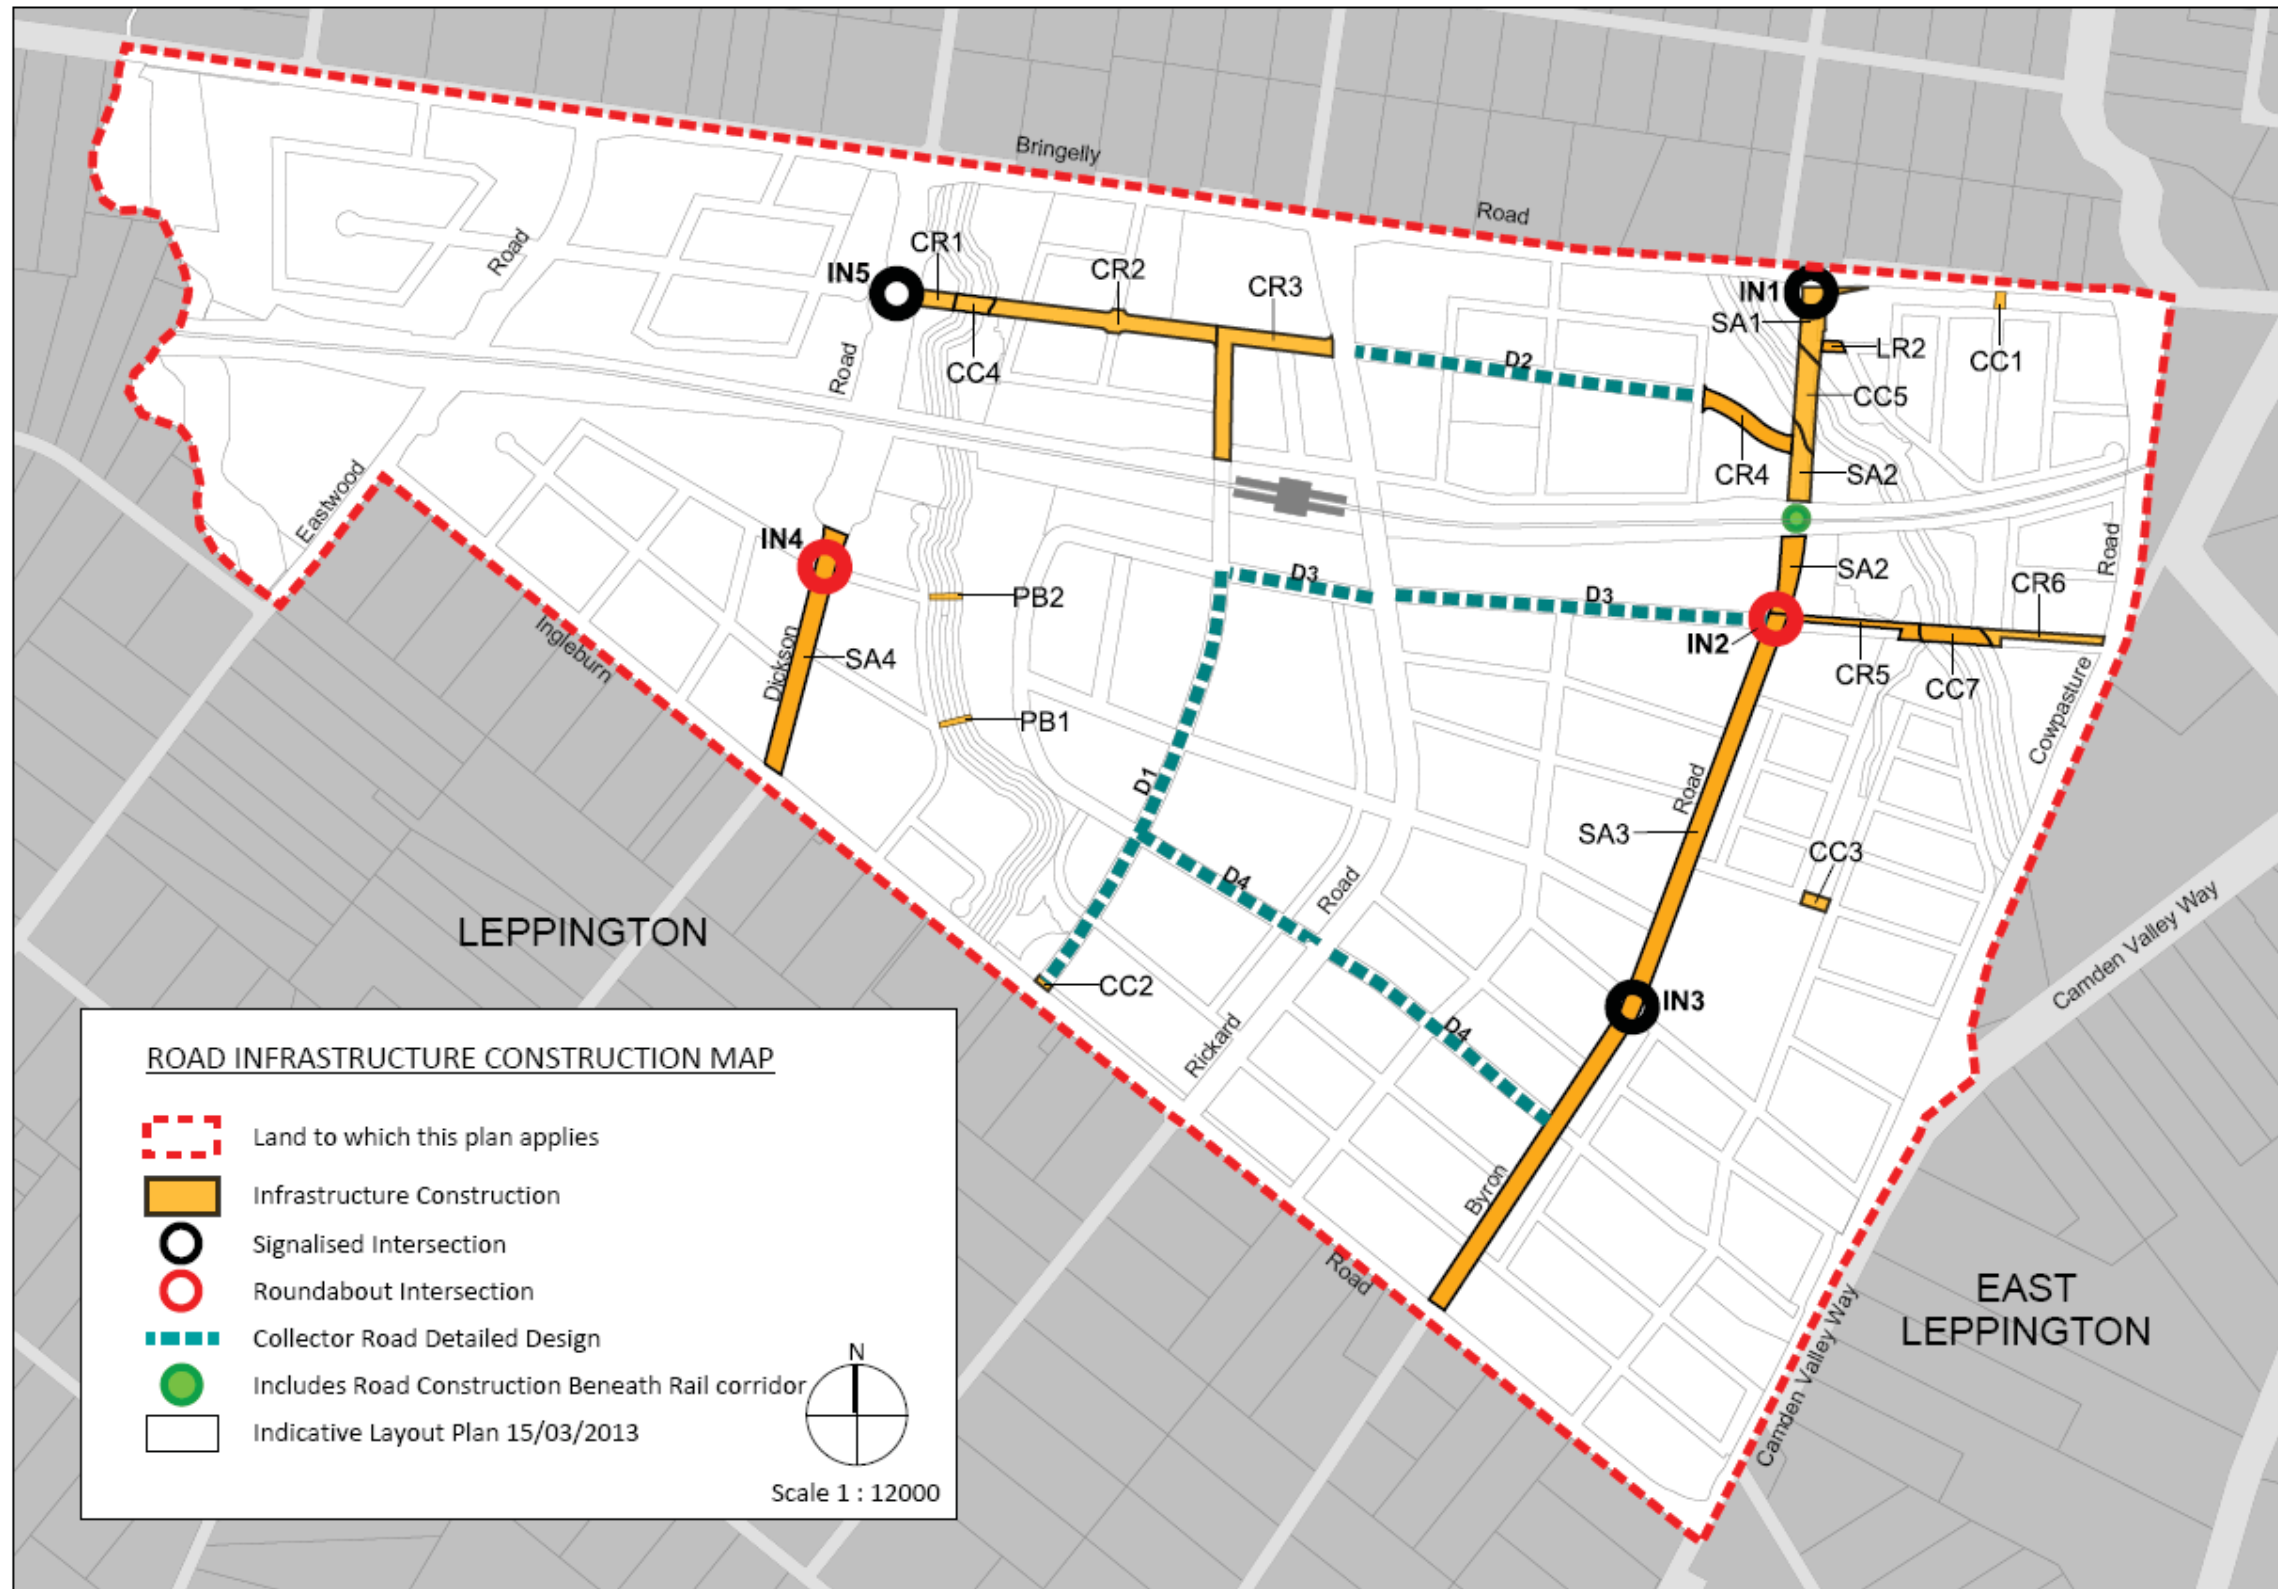 Bringelly
Road
Road
CR1
IN5
CR2
CR3
IN1
SA1
LR2
CC1
Road
CC4
D2
CC5
CR4
SA2
Eastwood
Road
IN4
D3
D3
SA2
CR6
PB2
IN2
CR5
CC7
Ingleburn
Dickson
SA4
PB1
Cowpasture
D1
Road
SA3
CC3
D4
Road
LEPPINGTON
CC2
IN3
Camden Valley Way
Rickard
D4
Byron
Road
EAST
LEPPINGTON
Camden Valley Way
ROAD INFRASTRUCTURE CONSTRUCTION MAP
Land to which this plan applies
Infrastructure Construction
Signalised Intersection
Roundabout Intersection
Collector Road Detailed Design
Includes Road Construction Beneath Rail corridor
Indicative Layout Plan 15/03/2013
N
Scale 1 : 12000